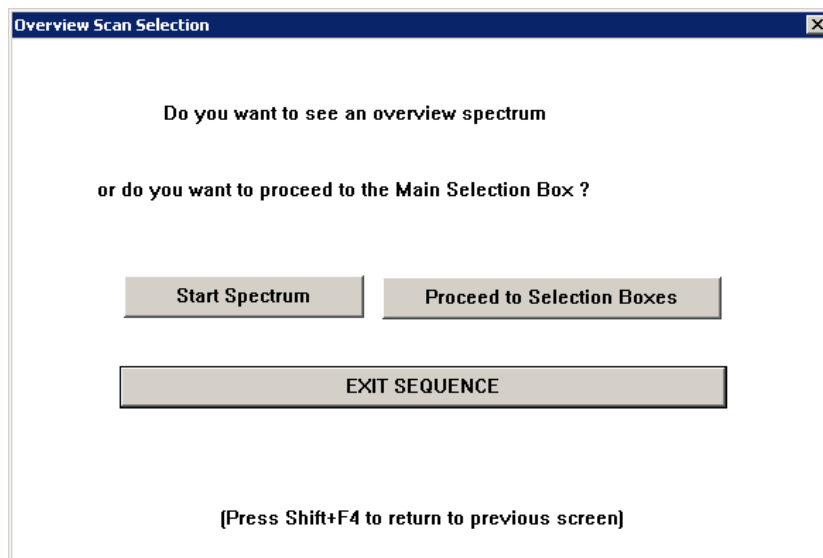 Overview Scan Selection
Do you want to see an overview spectrum
or do you want to proceed to the Main Selection Box ?
Start Spectrum
Proceed to Selection Boxes
EXIT SEQUENCE
(Press Shift+F4 to return to previous screen)